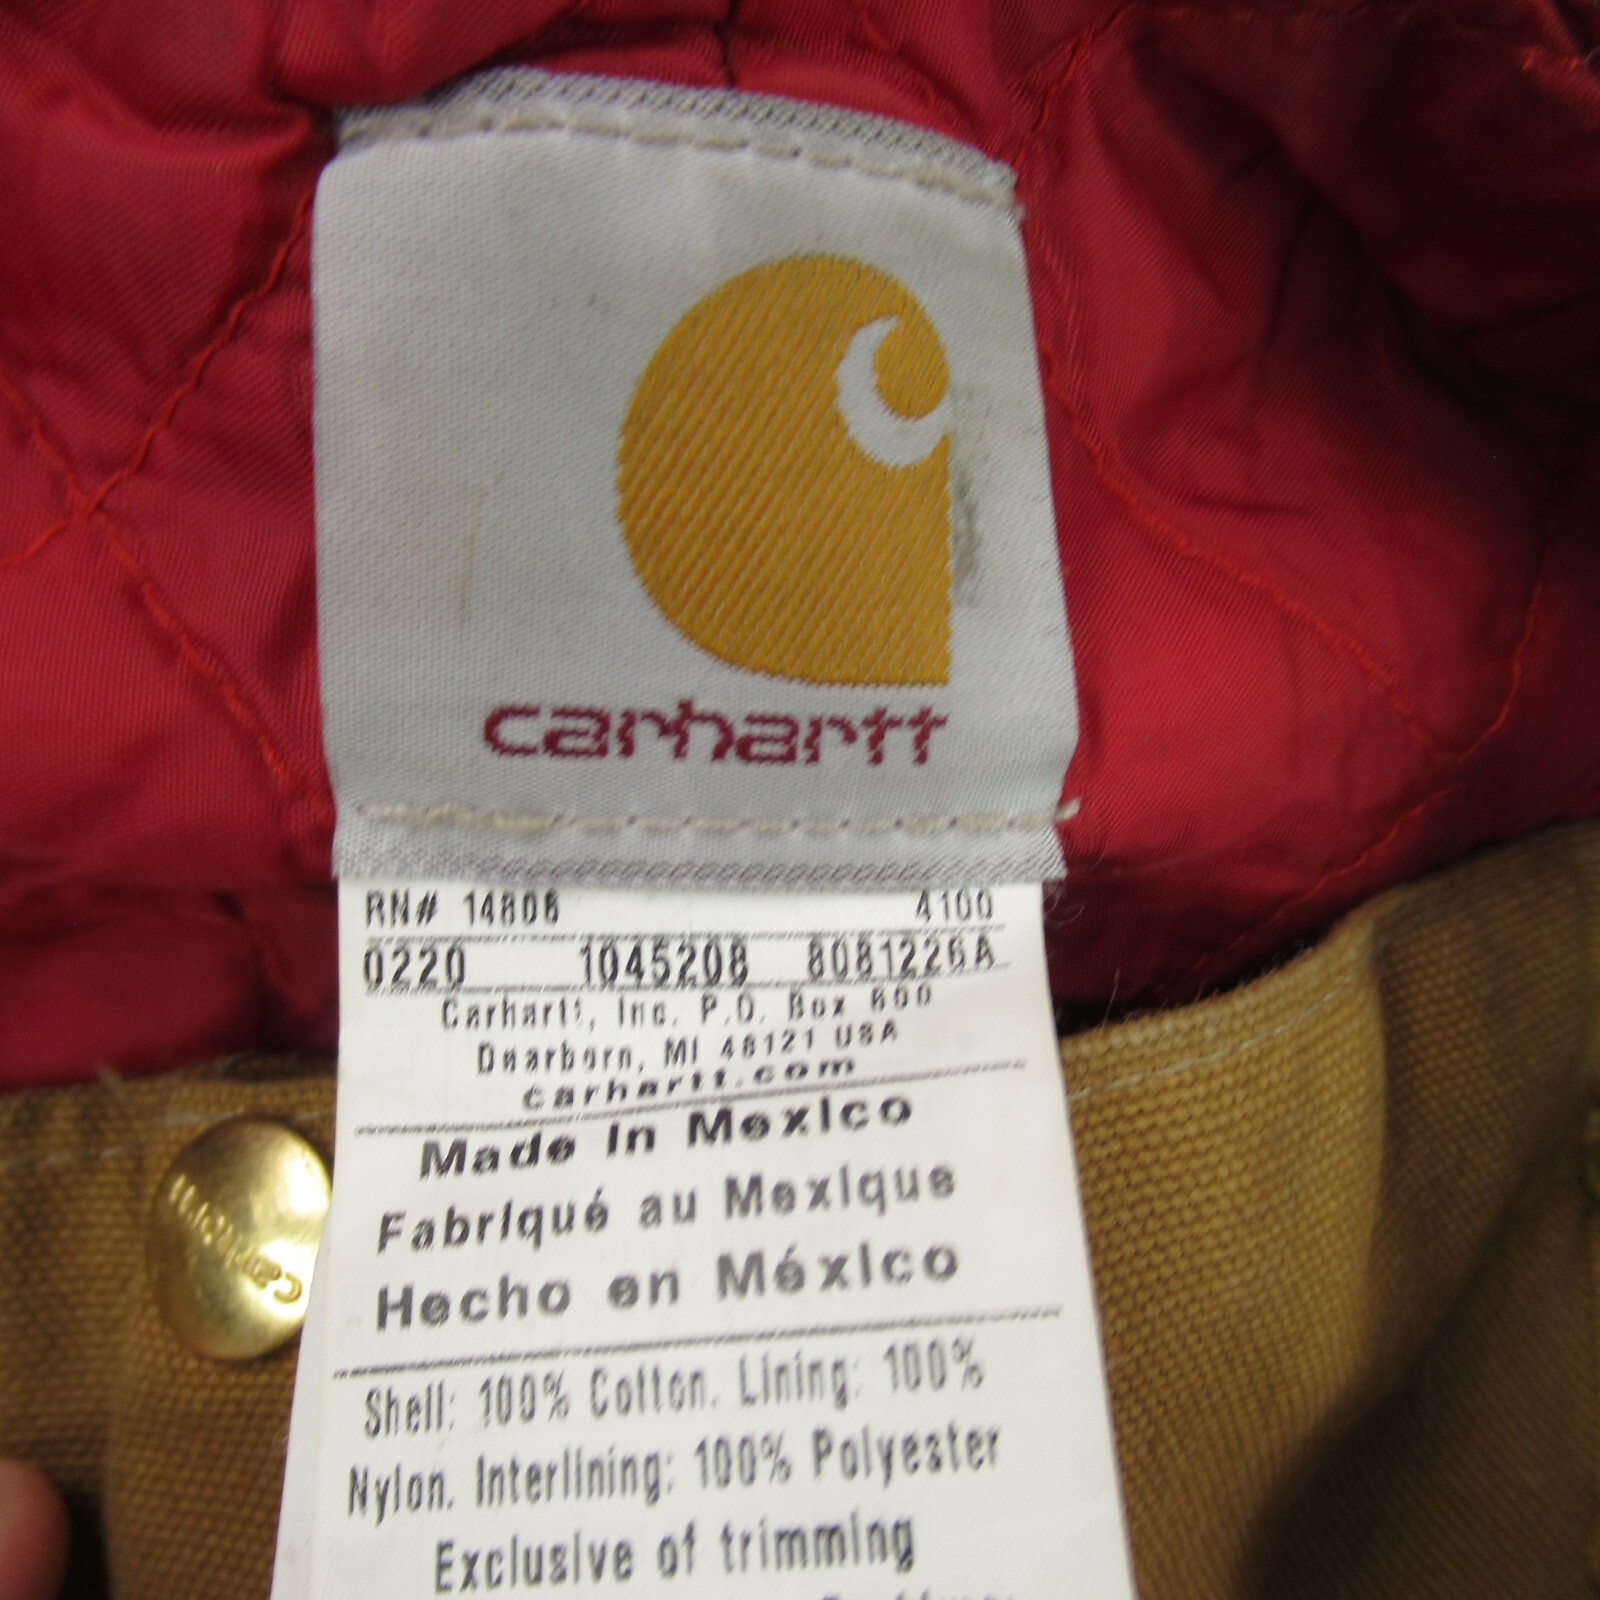 carhartt
RN# 14806 4100
0220 1045208 8081226A
Carhartt, Inc. P.O. Box 600
Dearborn, MI 48121 USA
carhartt.com
Made in Mexico
Fabriqué au Mexique
Hecho en México
Shell: 100% Cotton. Lining: 100%
Nylon. Interlining: 100% Polyester
Exclusive of trimming
carhartt